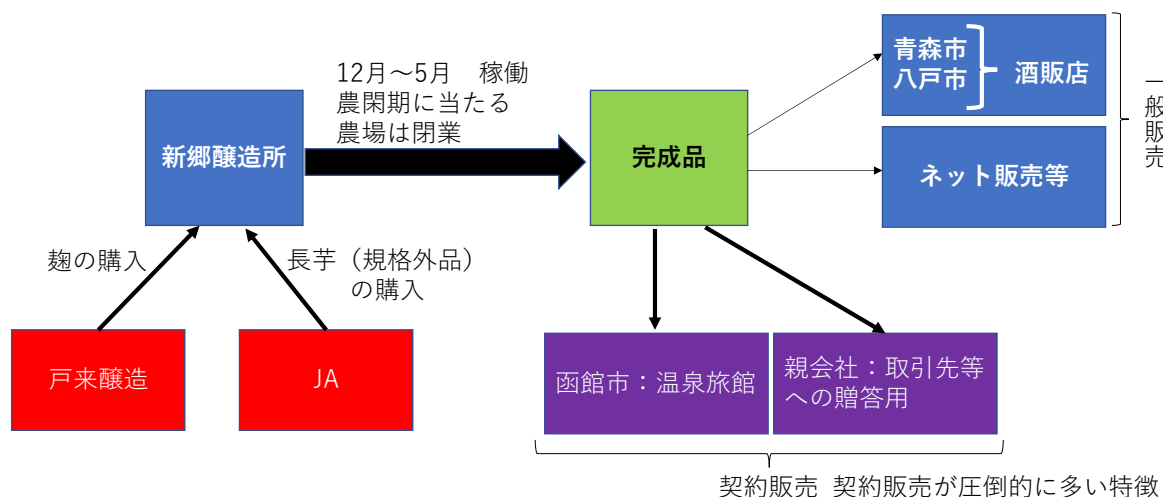 12月～5月　稼働
農閑期に当たる
農場は閉業
新郷醸造所
完成品
青森市
八戸市
酒販店
ネット販売等
一般販売
麹の購入
長芋（規格外品）
の購入
戸来醸造
JA
函館市：温泉旅館
親会社：取引先等
への贈答用
契約販売 契約販売が圧倒的に多い特徴